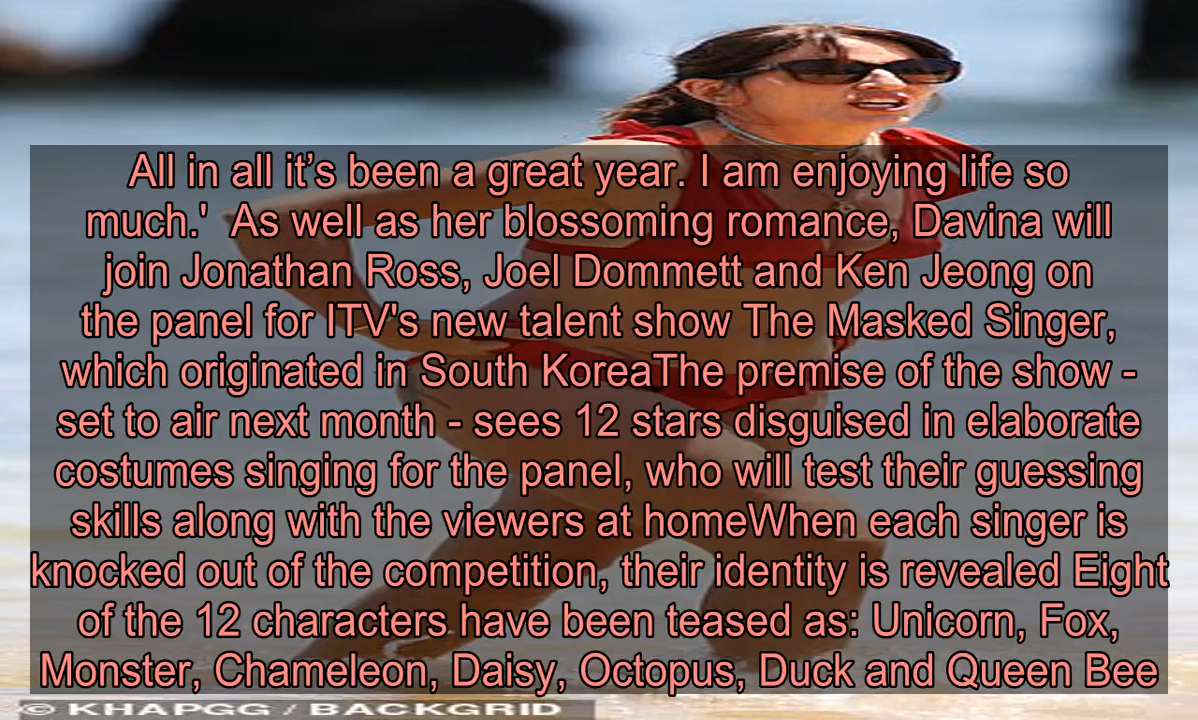 All in all it’s been a great year. I am enjoying life so
much.'  As well as her blossoming romance, Davina will
join Jonathan Ross, Joel Dommett and Ken Jeong on
the panel for ITV's new talent show The Masked Singer,
which originated in South KoreaThe premise of the show -
set to air next month - sees 12 stars disguised in elaborate
costumes singing for the panel, who will test their guessing
skills along with the viewers at homeWhen each singer is
knocked out of the competition, their identity is revealed Eight
of the 12 characters have been teased as: Unicorn, Fox,
Monster, Chameleon, Daisy, Octopus, Duck and Queen Bee
© KHAPGG / BACKGRID